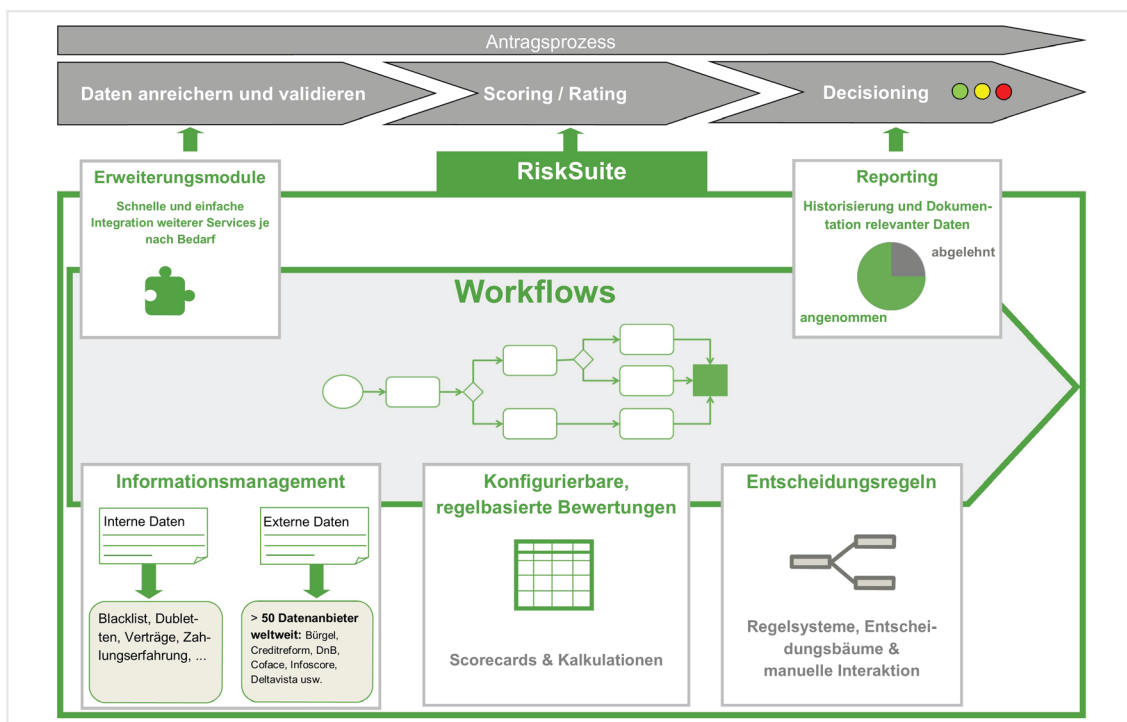 Antragsprozess
Daten anreichern und validieren
Scoring / Rating
Decisioning
RiskSuite
Erweiterungsmodule
Schnelle und einfache
Integration weiterer Services je
nach Bedarf
Reporting
Historisierung und Dokumen-
tation relevanter Daten
abgelehnt
angenommen
Workflows
Informationsmanagement
Interne Daten
Blacklist, Dublet-
ten, Verträge, Zah-
lungserfahrung, ...
Externe Daten
> 50 Datenanbieter
weltweit: Bürgel,
Creditreform, DnB,
Coface, Infoscore,
Deltavista usw.
Konfigurierbare,
regelbasierte Bewertungen
Scorecards & Kalkulationen
Entscheidungsregeln
Regelsysteme, Entschei-
dungsbäume &
manuelle Interaktion